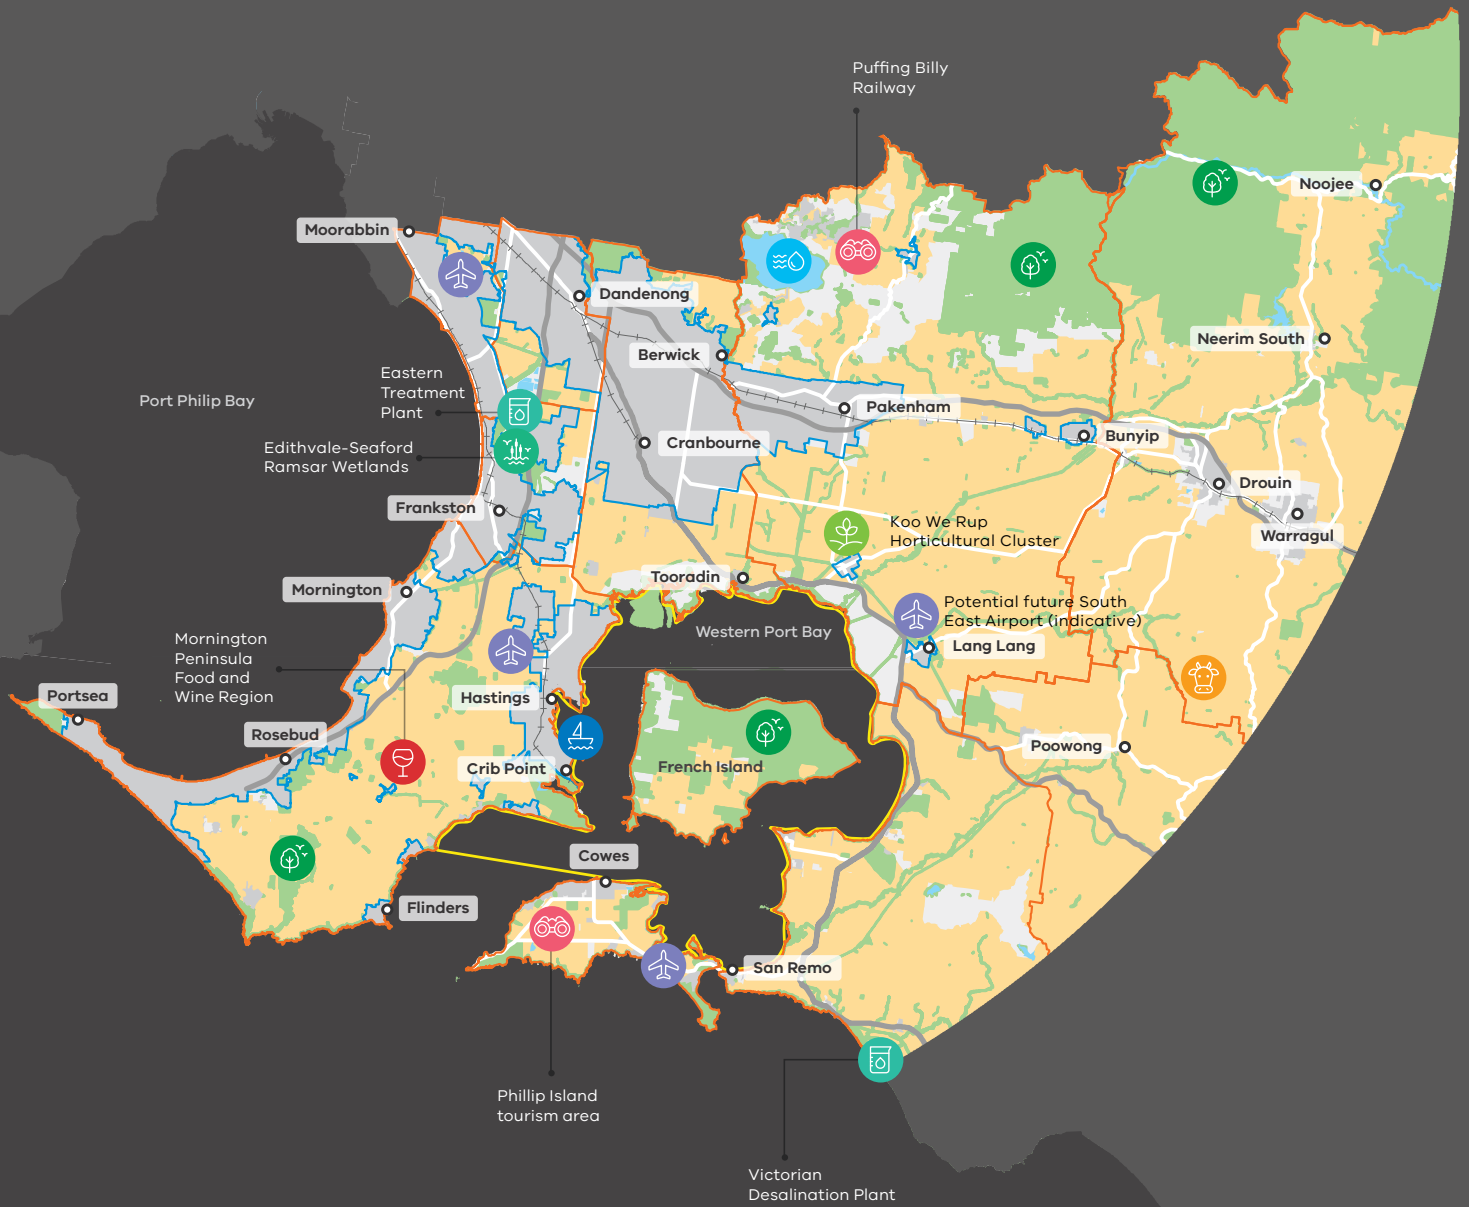 Puffing Billy
Railway
Noojee
Moorabbin
Dandenong
Neerim South
Berwick
Eastern
Treatment
Plant
Port Philip Bay
Pakenham
Bunyip
Cranbourne
Edithvale-Seaford
Ramsar Wetlands
Drouin
Frankston
Koo We Rup
Horticultural Cluster
Warragul
Tooradin
Mornington
Potential future South
East Airport (indicative)
Western Port Bay
Lang Lang
Mornington
Peninsula
Food and
Wine Region
Portsea
Hastings
Rosebud
Poowong
Crib Point
French Island
Cowes
Flinders
San Remo
Phillip Island
tourism area
Victorian
Desalination Plant